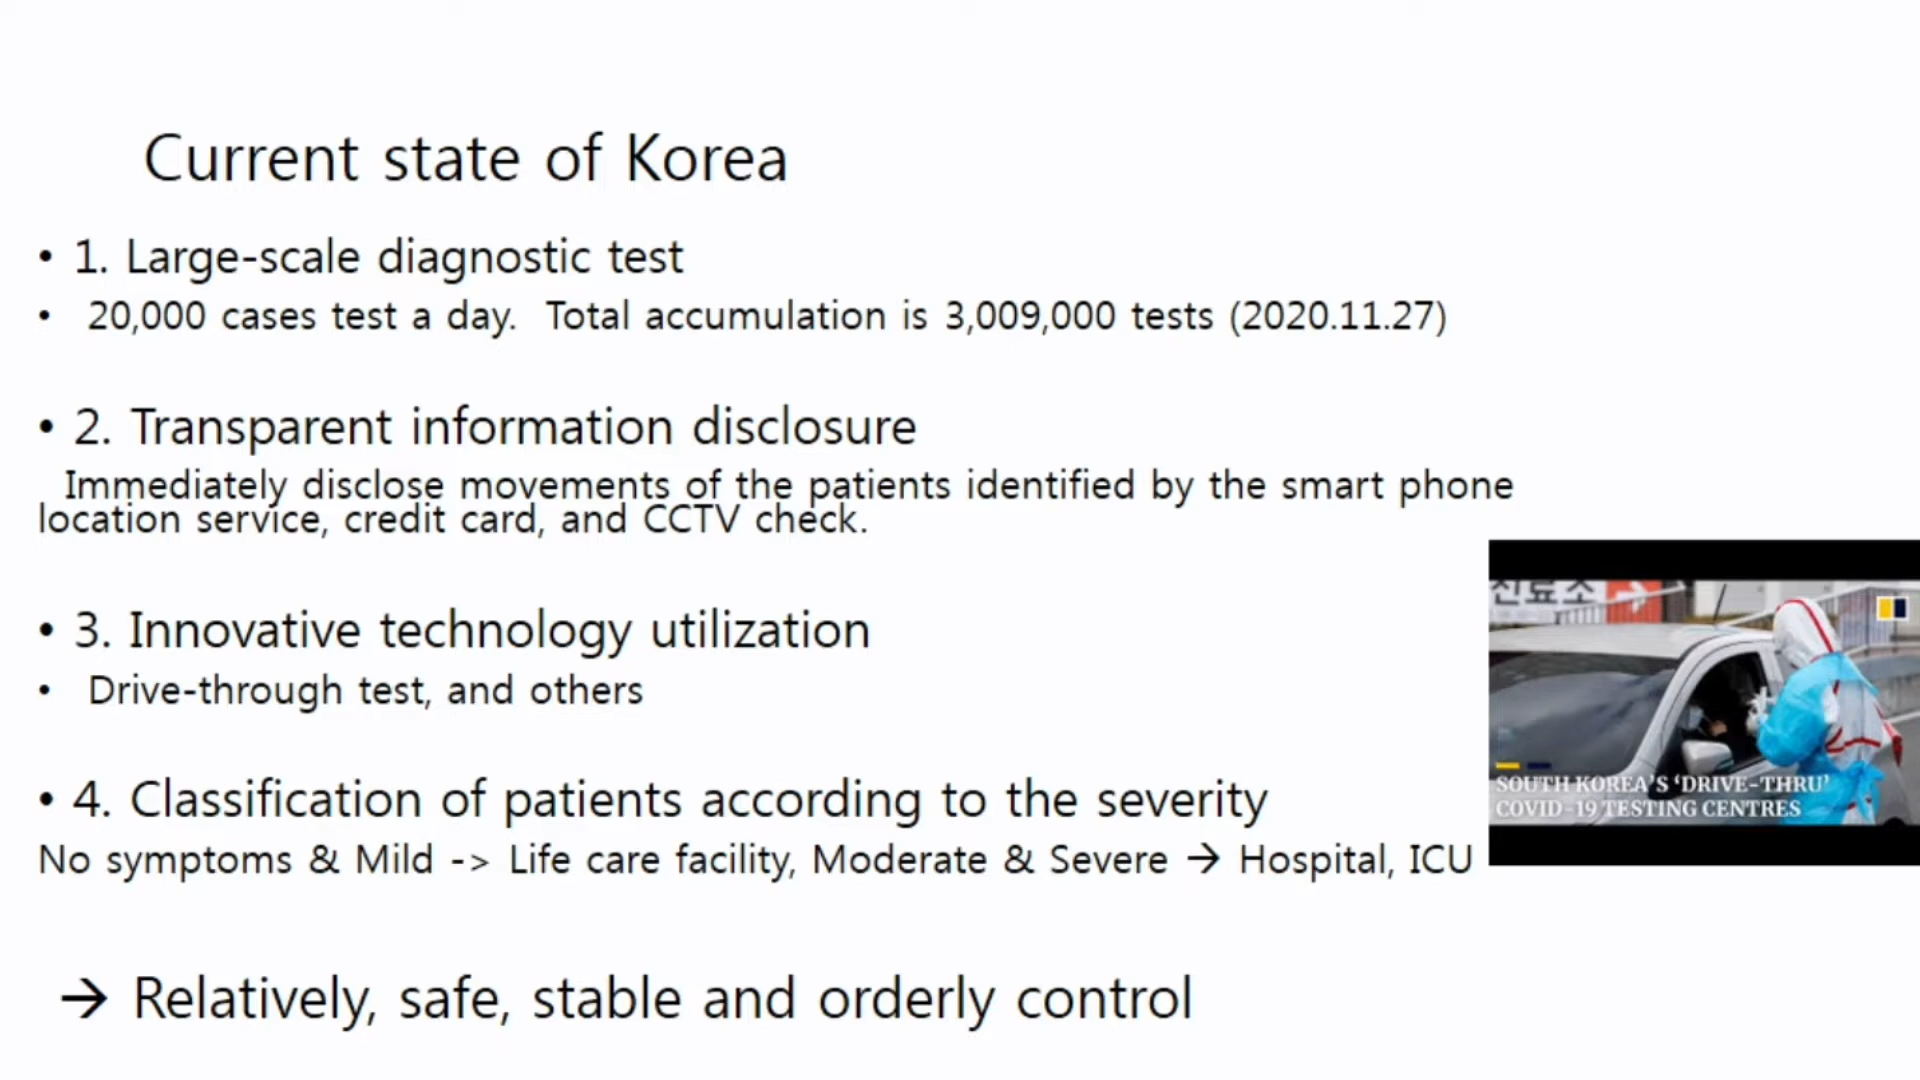 Current state of Korea
• 1. Large-scale diagnostic test
• 20,000 cases test a day. Total accumulation is 3,009,000 tests (2020.11.27)
• 2. Transparent information disclosure
Immediately disclose movements of the patients identified by the smart phone
location service, credit card, and CCTV check.
• 3. Innovative technology utilization
• Drive-through test, and others
진료소
SOUTH KOREA'S ‘DRIVE-THRU’
COVID-19 TESTING CENTRES
• 4. Classification of patients according to the severity
No symptoms & Mild -> Life care facility, Moderate & Severe → Hospital, ICU
→ Relatively, safe, stable and orderly control